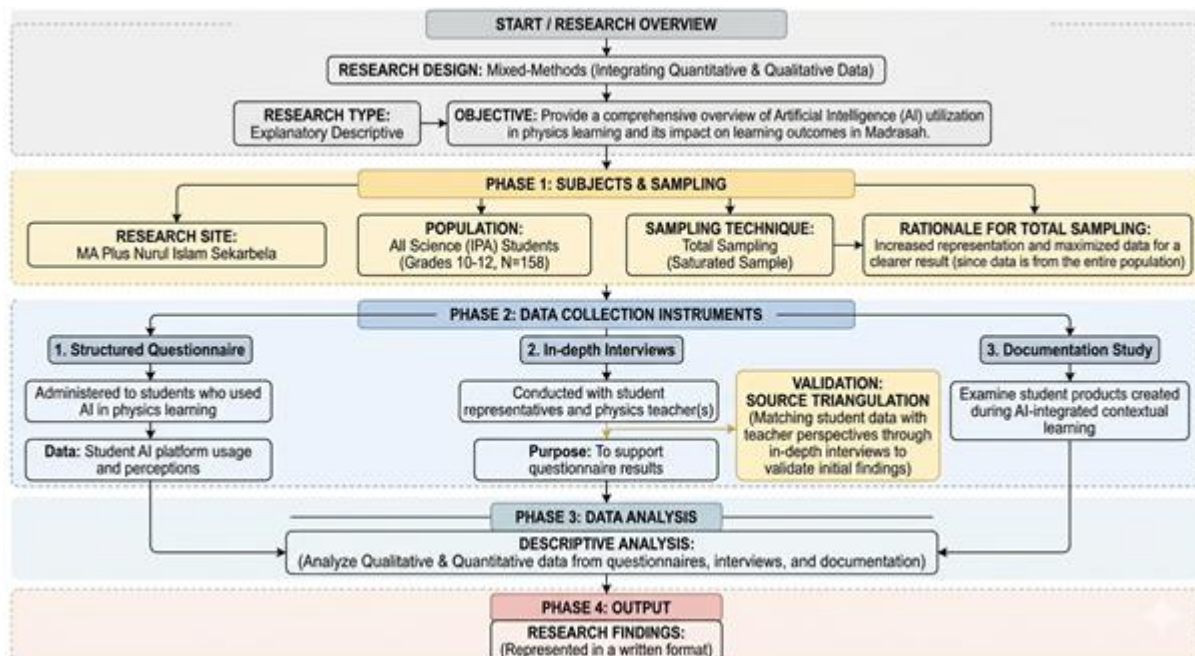 START / RESEARCH OVERVIEW
RESEARCH DESIGN: Mixed-Methods (Integrating Quantitative & Qualitative Data)
RESEARCH TYPE:
Explanatory Descriptive
OBJECTIVE: Provide a comprehensive overview of Artificial Intelligence (AI) utilization
in physics learning and its impact on learning outcomes in Madrasah.
PHASE 1: SUBJECTS & SAMPLING
RESEARCH SITE:
MA Plus Nurul Islam Sekarbela
POPULATION:
All Science (IPA) Students
(Grades 10-12, N=158)
SAMPLING TECHNIQUE:
Total Sampling
(Saturated Sample)
RATIONALE FOR TOTAL SAMPLING:
Increased representation and maximized data for a
clearer result (since data is from the entire population)
PHASE 2: DATA COLLECTION INSTRUMENTS
1. Structured Questionnaire
Administered to students who used
AI in physics learning
Data: Student AI platform usage
and perceptions
2. In-depth Interviews
Conducted with student
representatives and physics teacher(s)
Purpose: To support
questionnaire results
VALIDATION:
SOURCE TRIANGULATION
(Matching student data with
teacher perspectives through
in-depth interviews to
validate initial findings)
3. Documentation Study
Examine student products created
during AI-integrated contextual
learning
PHASE 3: DATA ANALYSIS
DESCRIPTIVE ANALYSIS:
(Analyze Qualitative & Quantitative data from questionnaires, interviews, and documentation)
PHASE 4: OUTPUT
RESEARCH FINDINGS:
(Represented in a written format)